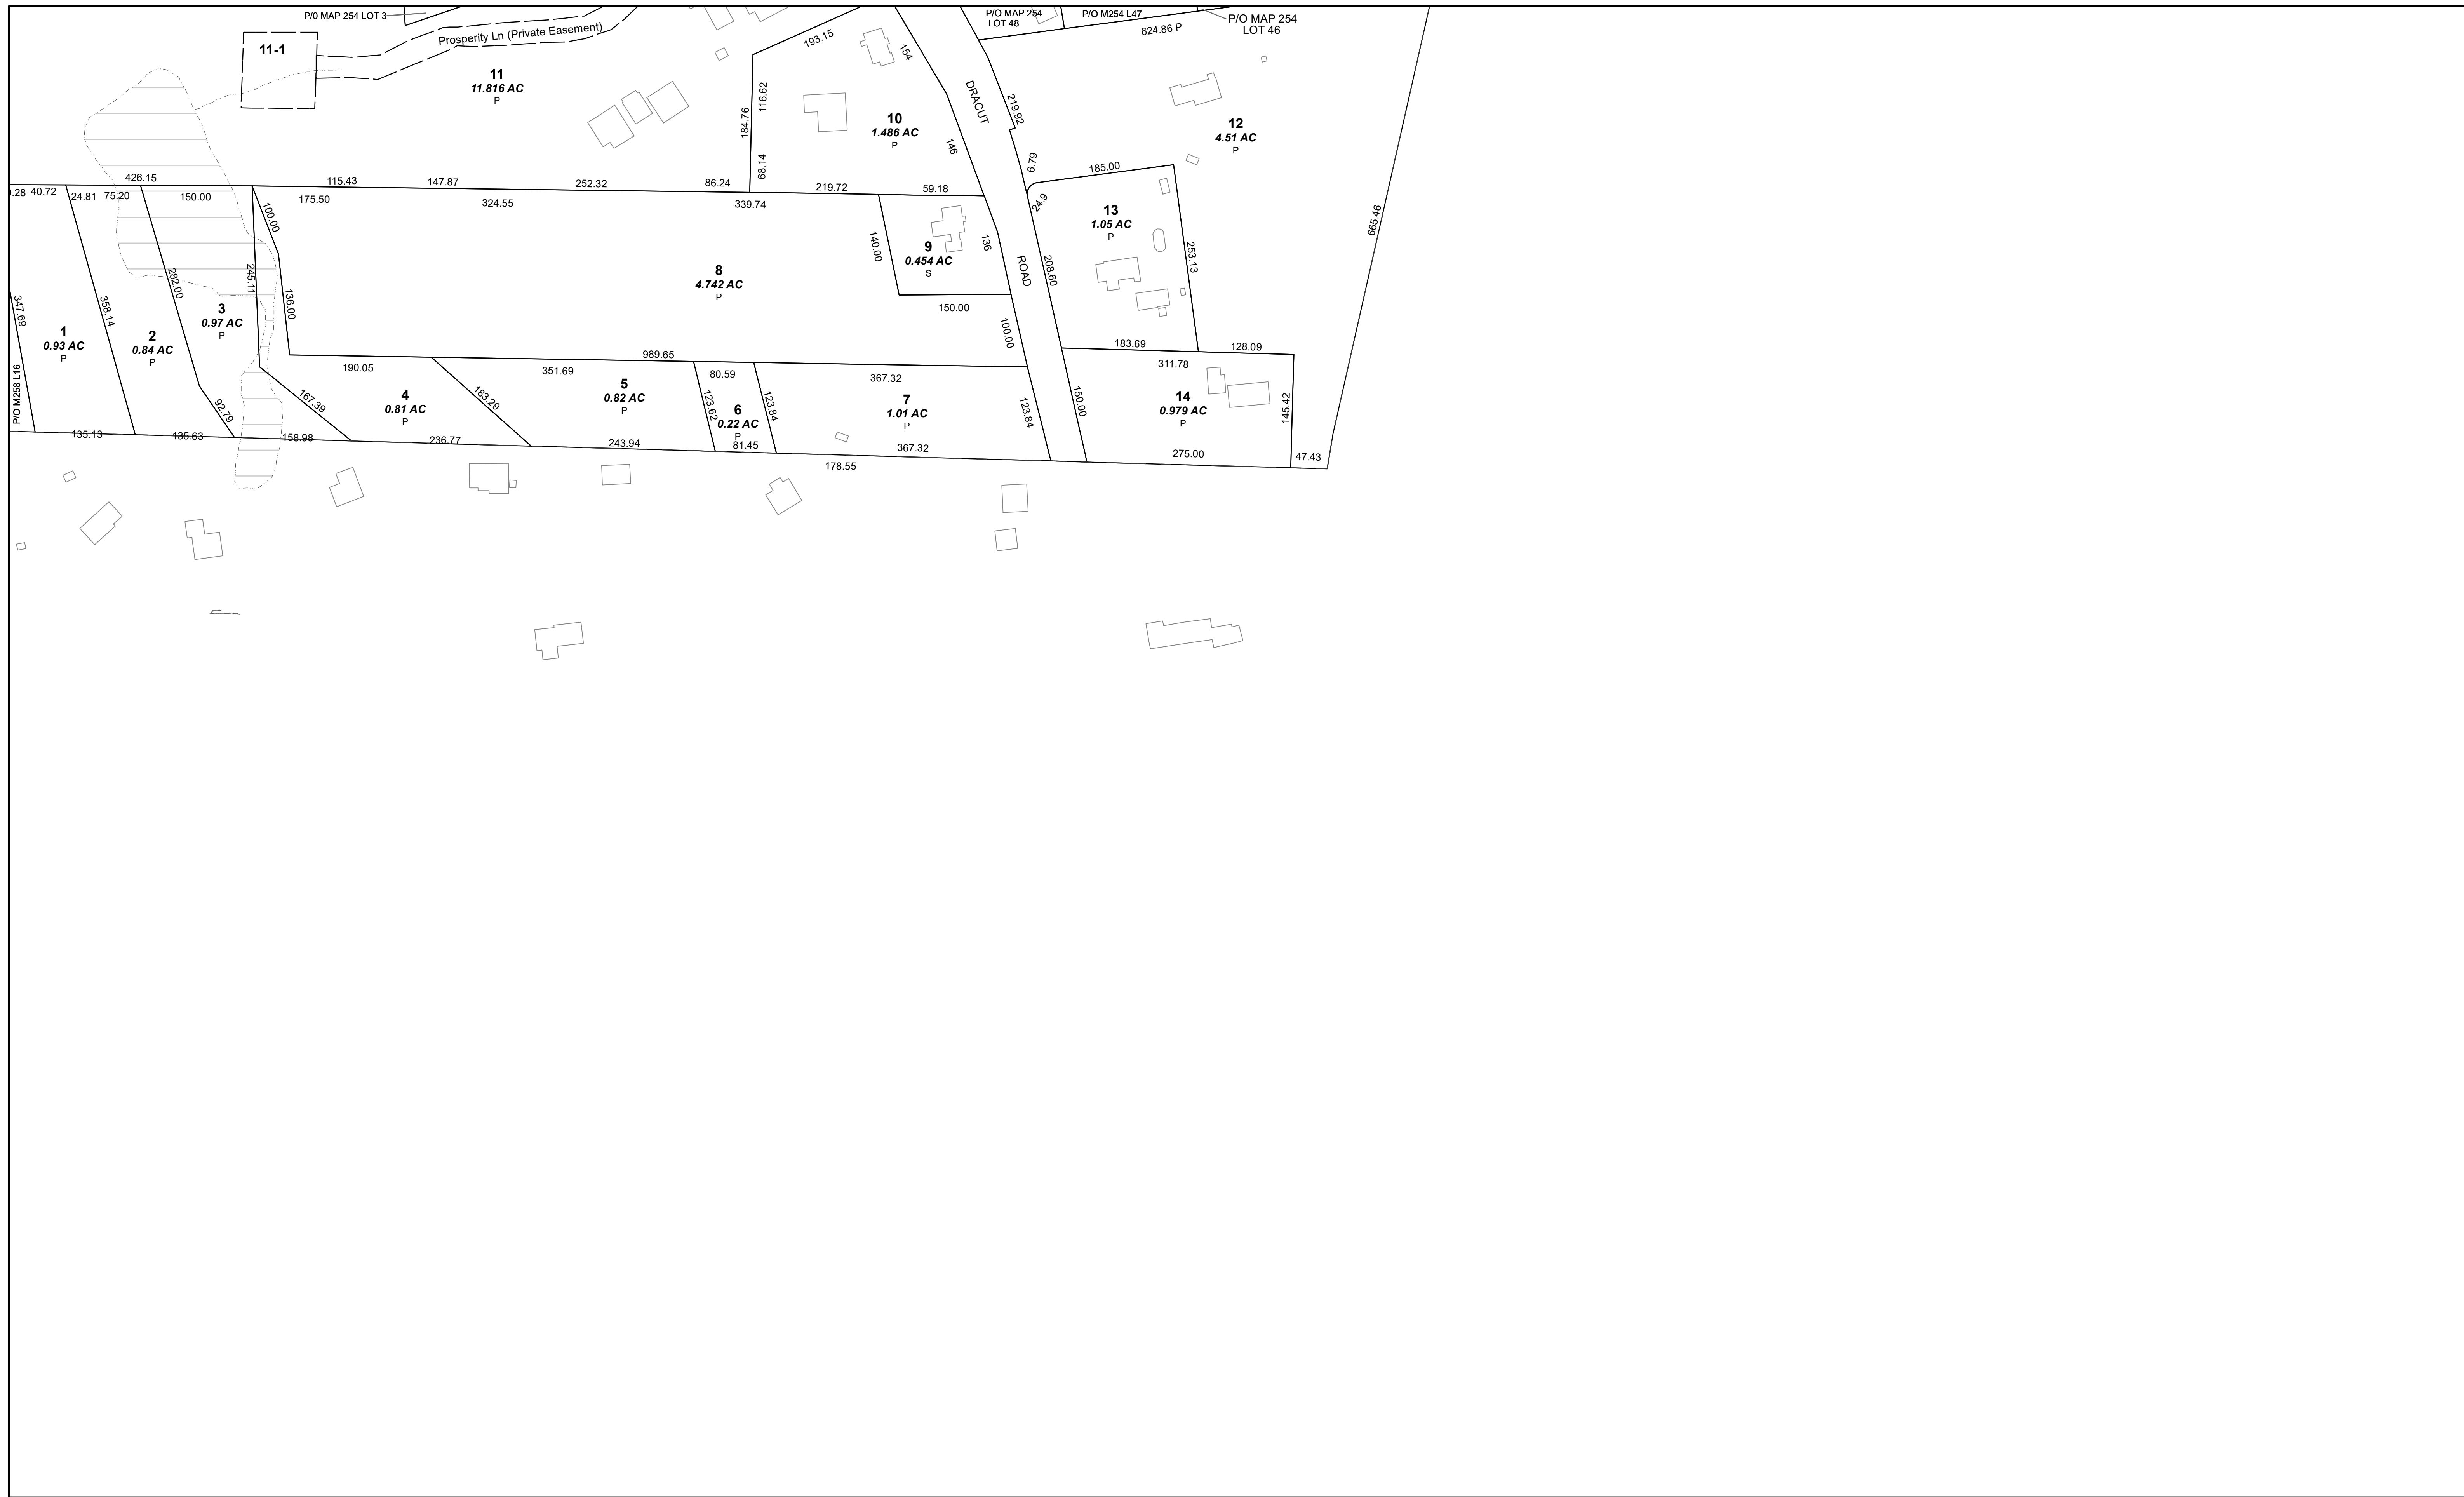 P/0 MAP 254 LOT 3
P/O MAP 254
LOT 48
P/O M254 L47
P/O MAP 254
LOT 46
624.86 P
11-1
Prosperity Ln (Private Easement)
11
11.816 AC
P
193.15
154
116.62
184.76
68.14
10
1.486 AC
P
146
DRACUT
219.92
6.79
12
4.51 AC
P
185.00
24.9
13
1.05 AC
P
253.13
665.46
.28
40.72
24.81
75.20
426.15
150.00
115.43
147.87
252.32
86.24
219.72
59.18
175.50
324.55
339.74
100.00
140.00
9
0.454 AC
S
136
ROAD
208.60
150.00
100.00
347.69
358.14
282.00
245.11
136.00
8
4.742 AC
P
1
0.93 AC
P
2
0.84 AC
P
3
0.97 AC
P
P/O M258 L16
92.79
167.39
190.05
989.65
4
0.81 AC
P
183.29
351.69
5
0.82 AC
P
80.59
123.62
6
0.22 AC
P
123.84
367.32
7
1.01 AC
P
123.84
183.69
128.09
311.78
150.00
14
0.979 AC
P
145.42
135.13
135.63
158.98
236.77
243.94
81.45
367.32
178.55
275.00
47.43